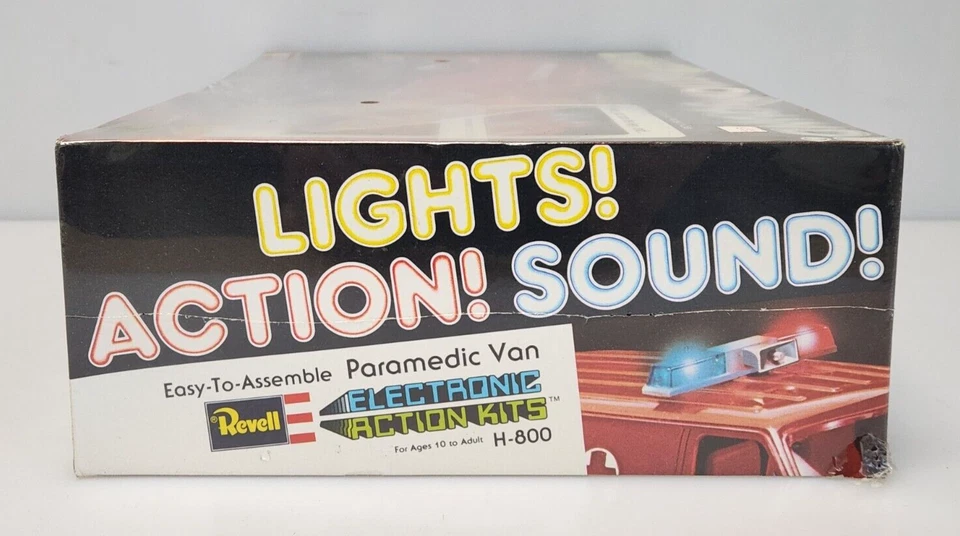 LIGHTS!
ACTION! SOUND!
Easy-To-Assemble Paramedic Van
Revell ELECTRONIC
ACTION KITS™
For Ages 10 to Adult H-800